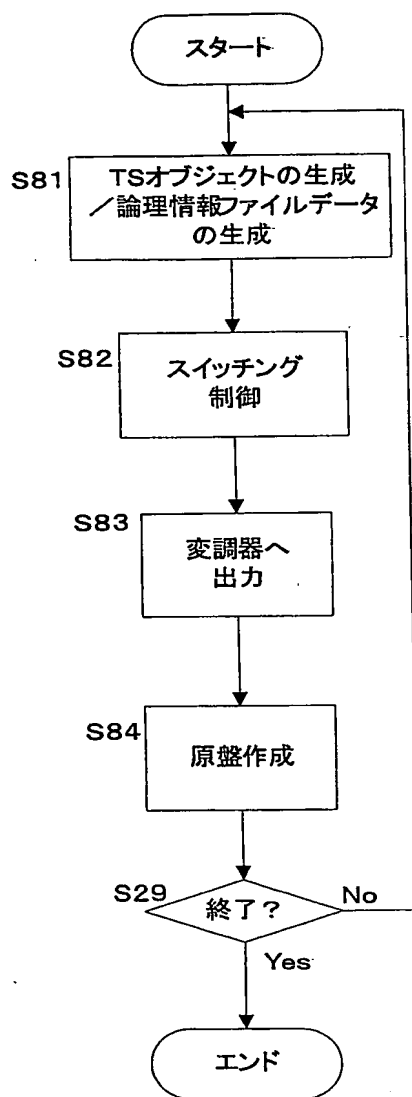 スタート
S81
TSオブジェクトの生成
／論理情報ファイルデータ
の生成
S82
スイッチング
制御
S83
変調器へ
出力
S84
原盤作成
S29
終了？
No
Yes
エンド